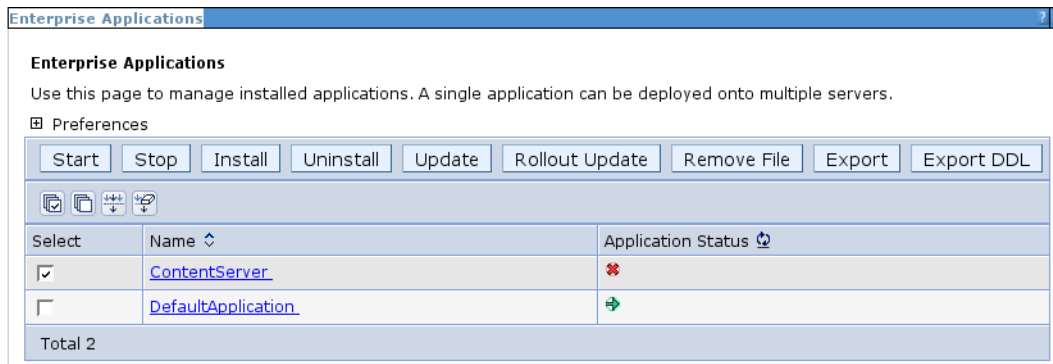 Enterprise Applications ?
Enterprise Applications
Use this page to manage installed applications. A single application can be deployed onto multiple servers.
Preferences
Start Stop Install Uninstall Update Rollout Update Remove File Export Export DDL
Select Name Application Status
ContentServer
DefaultApplication
Total 2